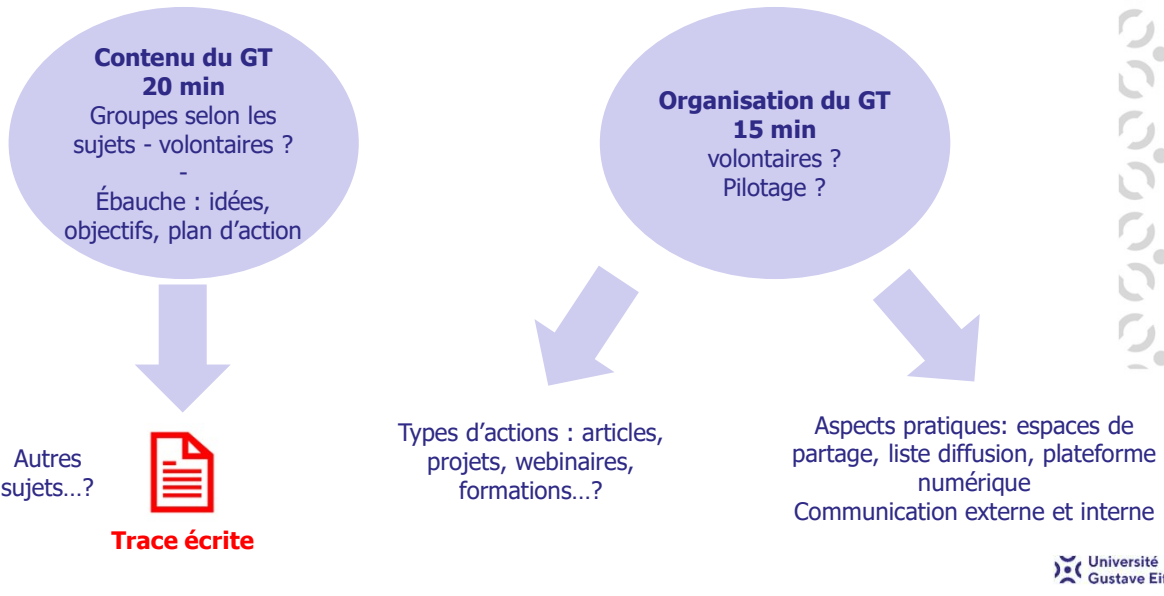 Contenu du GT
20 min
Groupes selon les
sujets - volontaires ?
-
Ébauche : idées,
objectifs, plan d’action
Organisation du GT
15 min
volontaires ?
Pilotage ?
Autres
sujets…?
Trace écrite
Types d’actions : articles,
projets, webinaires,
formations…?
Aspects pratiques: espaces de
partage, liste diffusion, plateforme
numérique
Communication externe et interne
Université
Gustave